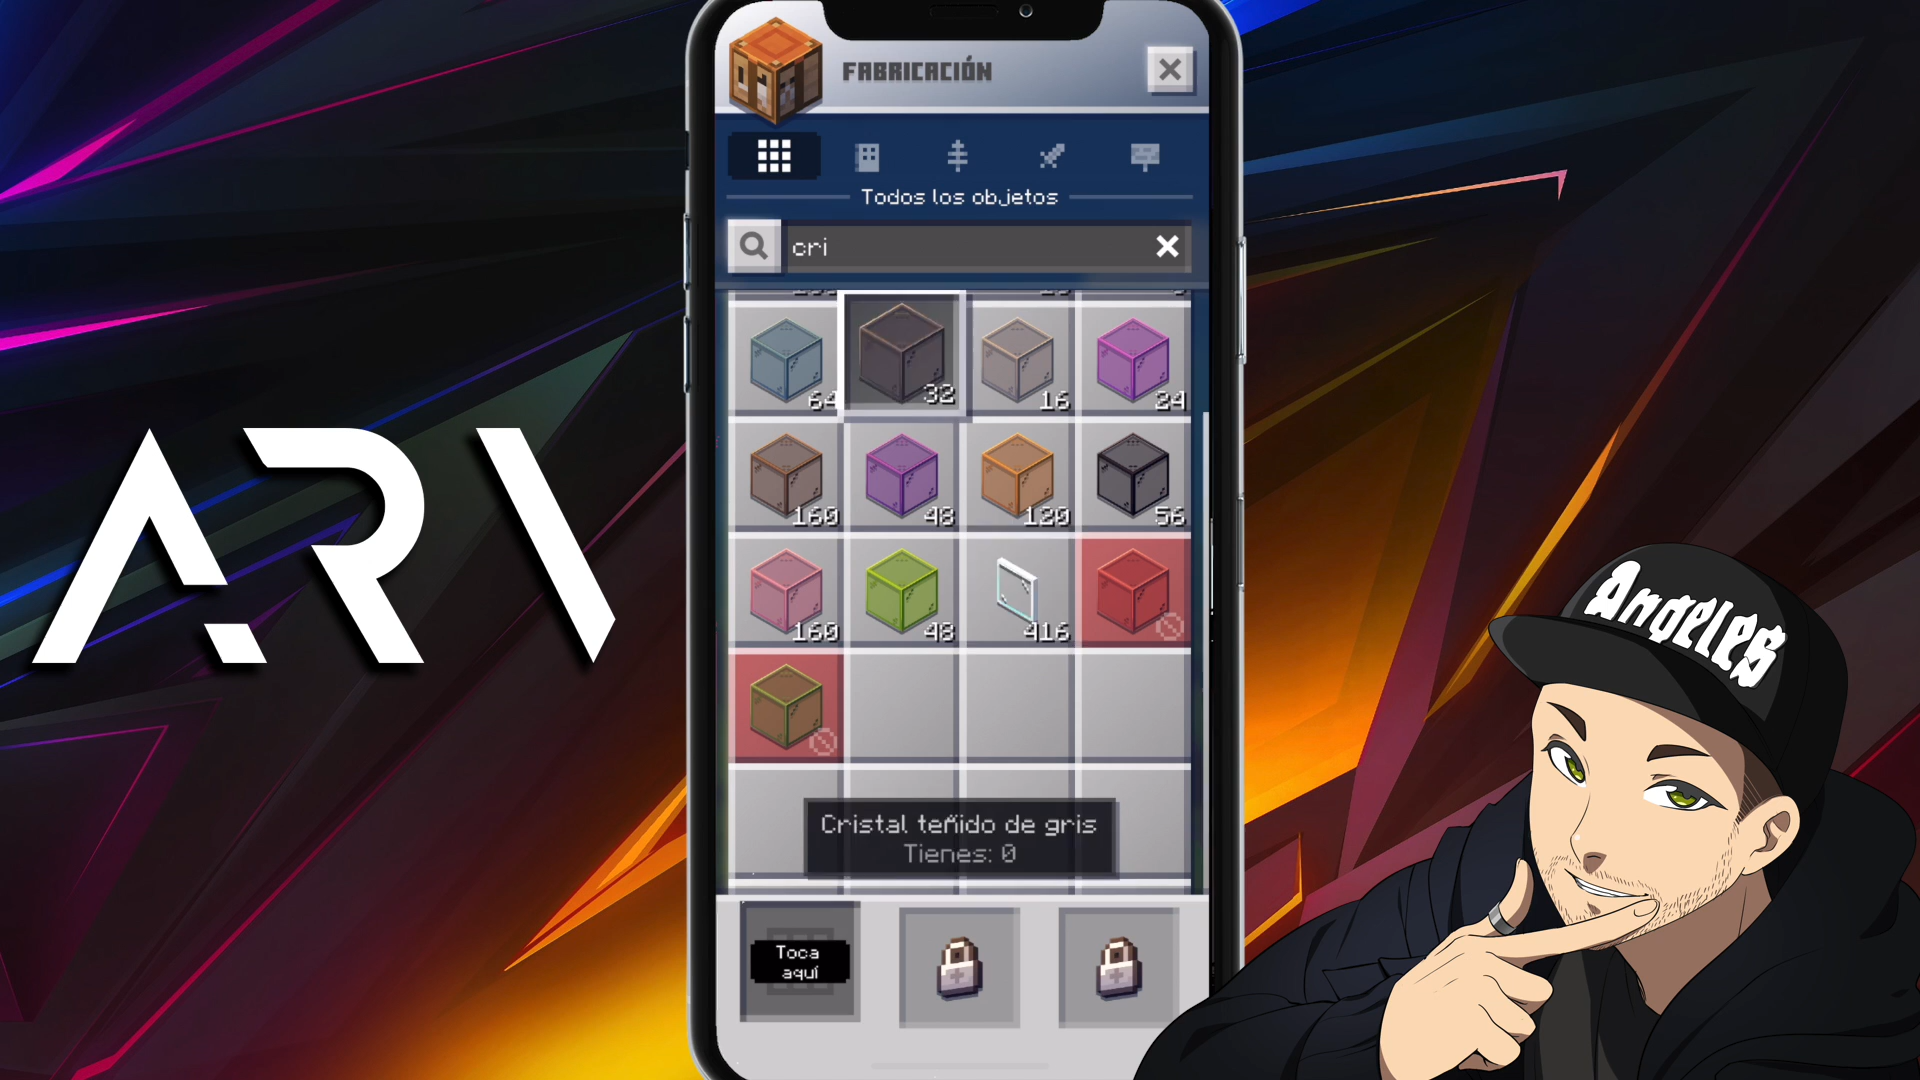 FABRICACIÓN
Todos los objetos
cri
64
32
16
24
160
48
120
56
160
48
416
Cristal teñido de gris
Tienes: 0
Toca
aquí
ARV
Angeles